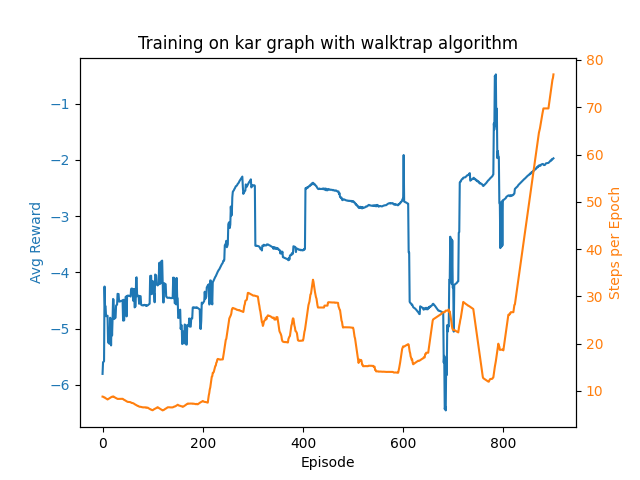 Training on kar graph with walktrap algorithm
Avg Reward
−1
−2
−3
−4
−5
−6
80
70
60
50
40
30
20
10
Steps per Epoch
0 200 400 600 800
Episode